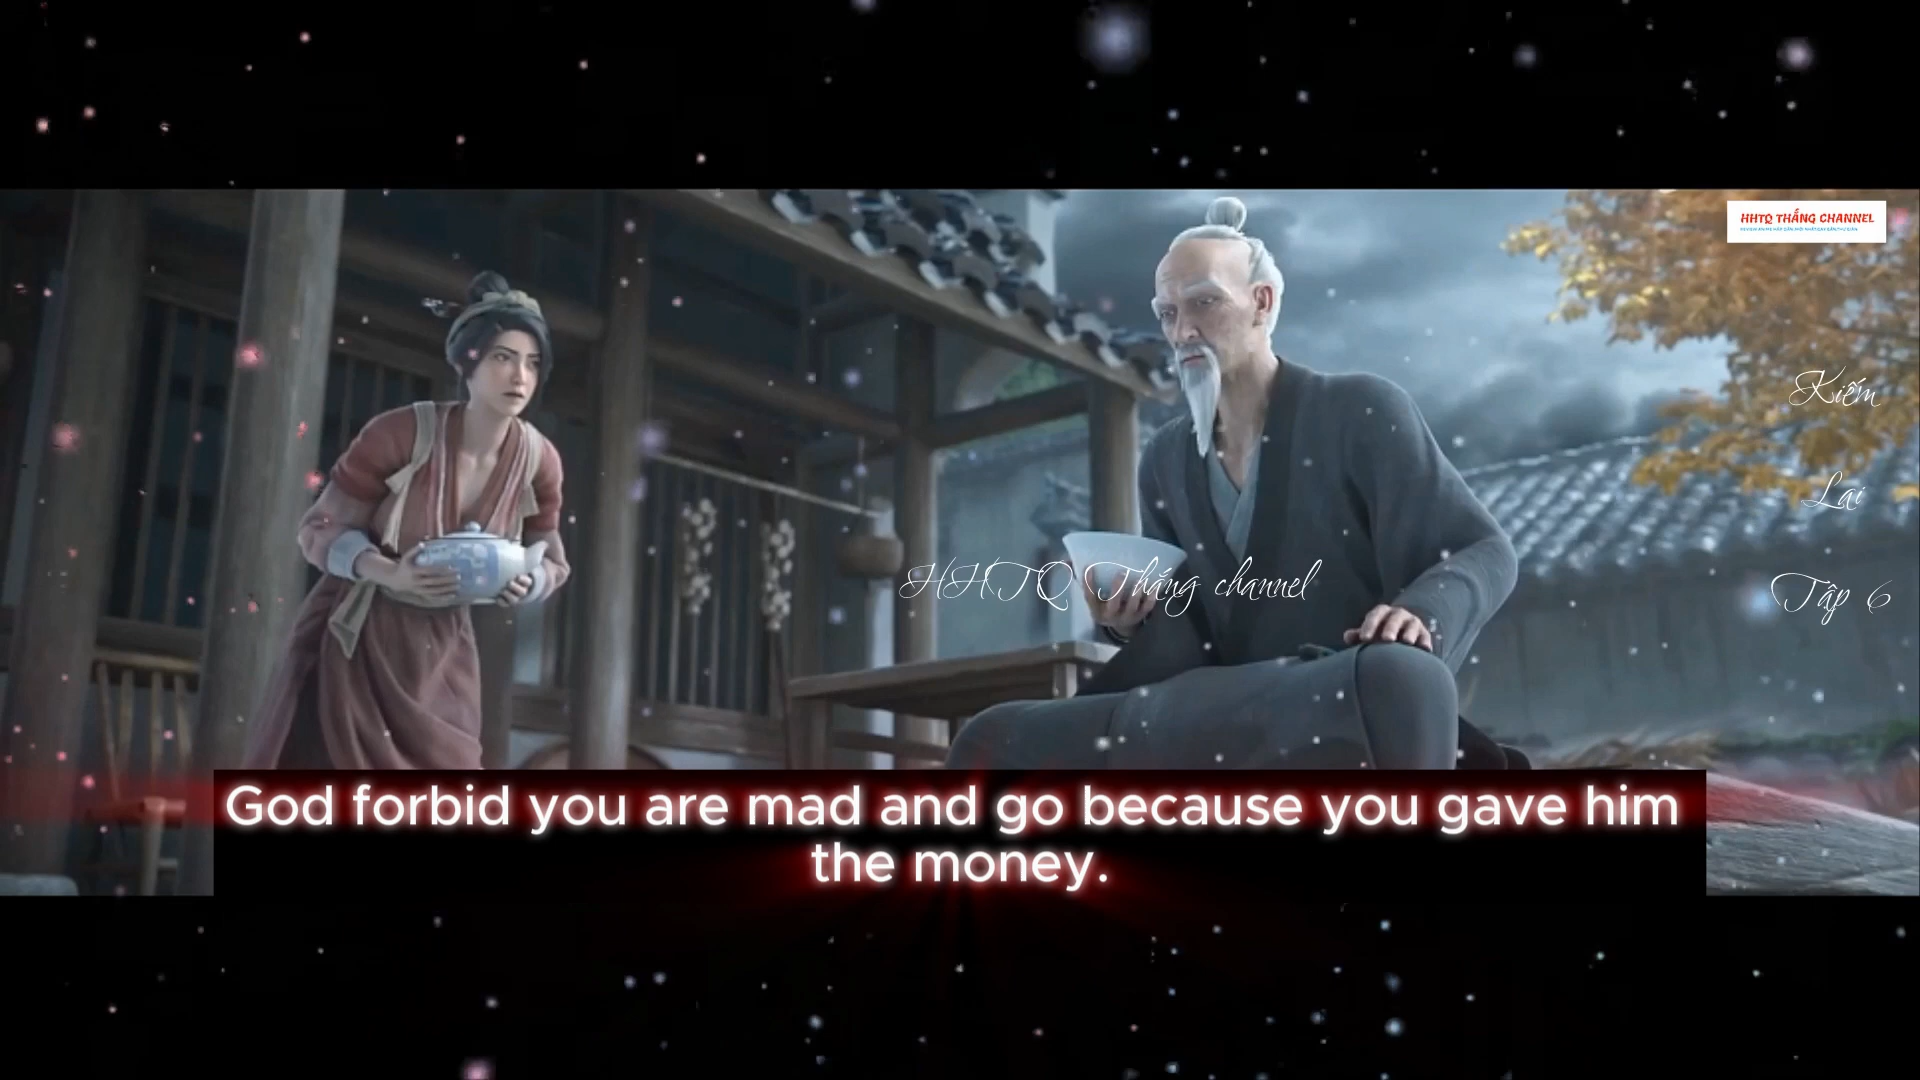 HHTQ THẮNG CHANNEL
Kiếm
Lai
HHTQ Thắng channel
Tập 6
God forbid you are mad and go because you gave him
the money.